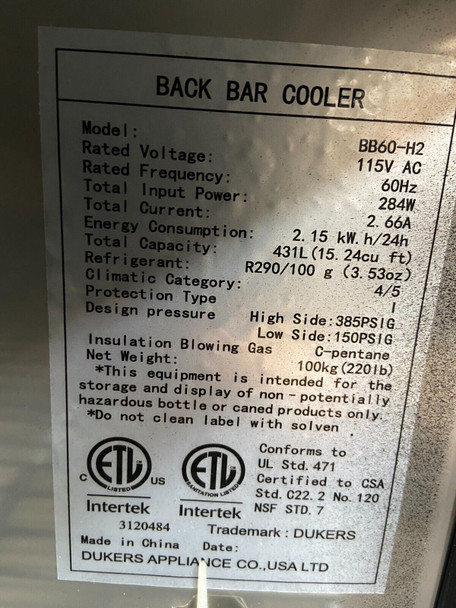 BACK BAR COOLER
Model: BB60-H2
Rated Voltage: 115V AC
Rated Frequency: 60Hz
Total Input Power: 284W
Total Current: 2.66A
Energy Consumption: 2.15 kW.h/24h
Total Capacity: 431L(15.24cu ft)
Refrigerant: R290/100 g (3.53oz)
Climatic Category: 4/5
Protection Type I
Design pressure High Side:385PSIG
Low Side:150PSIG
Insulation Blowing Gas C-pentane
Net Weight: 100kg(220lb)
*This equipment is intended for the
storage and display of non-potentially
hazardous bottle or caned products only.
*Do not clean label with solven .
ETL LISTED C US Intertek 3120484
ETL SANITATION LISTED Intertek
Conforms to
UL Std. 471
Certified to CSA
Std. C22.2 No.120
NSF STD.7
Trademark : DUKERS
Made in China Date:
DUKERS APPLIANCE CO.,USA LTD